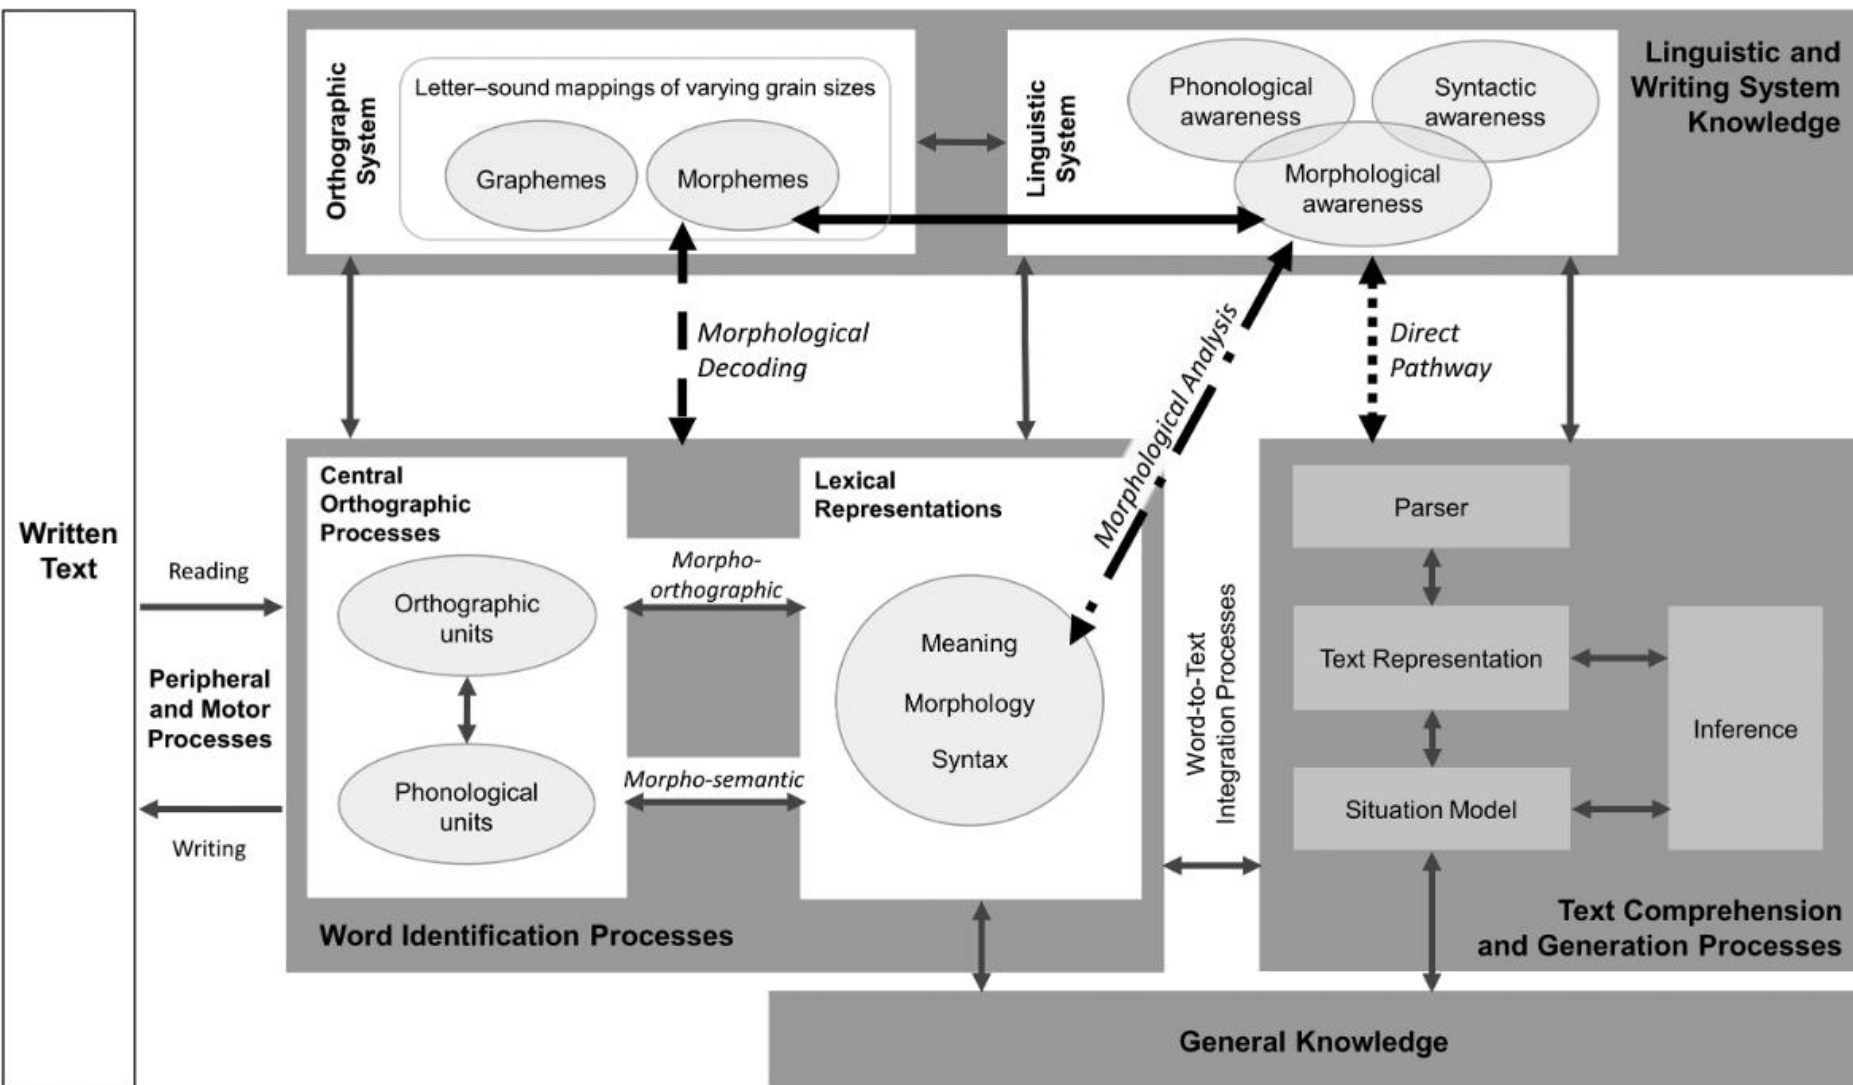 Written
Text
Reading
Peripheral
and Motor
Processes
Writing
Orthographic
System
Letter–sound mappings of varying grain sizes
Graphemes
Morphemes
Linguistic
System
Phonological
awareness
Syntactic
awareness
Morphological
awareness
Linguistic and
Writing System
Knowledge
Morphological
Decoding
Morphological Analysis
Direct
Pathway
Central
Orthographic
Processes
Orthographic
units
Phonological
units
Morpho-
orthographic
Morpho-semantic
Lexical
Representations
Meaning
Morphology
Syntax
Word Identification Processes
Word-to-Text
Integration Processes
Parser
Text Representation
Situation Model
Inference
Text Comprehension
and Generation Processes
General Knowledge